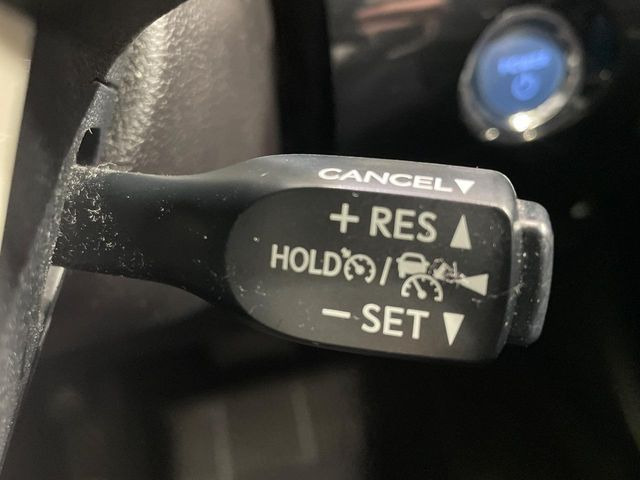 CANCEL▼
+ RES ▲
HOLD / ◀
- SET ▼